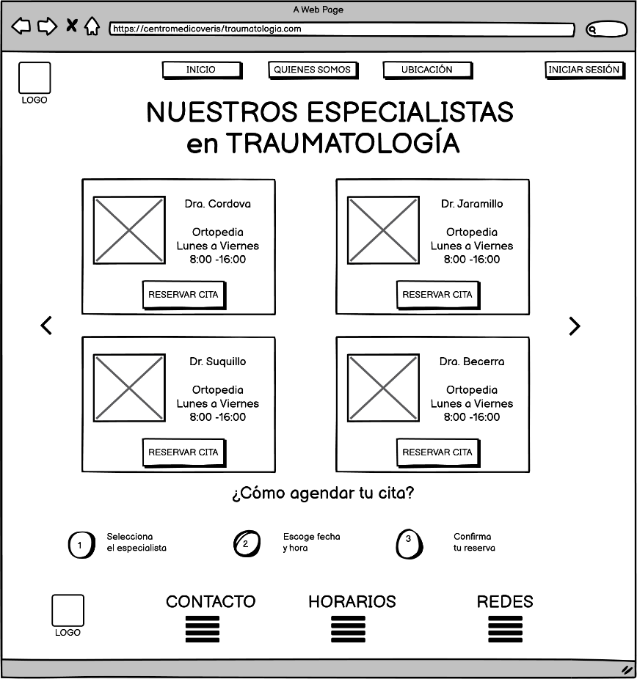 A Web Page
https://centromedicoveris/traumatologia.com
LOGO
INICIO
QUIENES SOMOS
UBICACIÓN
INICIAR SESIÓN
NUESTROS ESPECIALISTAS
en TRAUMATOLOGÍA
Dra. Cordova
Ortopedia
Lunes a Viernes
8:00 -16:00
RESERVAR CITA
Dr. Jaramillo
Ortopedia
Lunes a Viernes
8:00 -16:00
RESERVAR CITA
Dr. Suquillo
Ortopedia
Lunes a Viernes
8:00 -16:00
RESERVAR CITA
Dra. Becerra
Ortopedia
Lunes a Viernes
8:00 -16:00
RESERVAR CITA
¿Cómo agendar tu cita?
1
Selecciona
el especialista
2
Escoge fecha
y hora
3
Confirma
tu reserva
LOGO
CONTACTO
HORARIOS
REDES